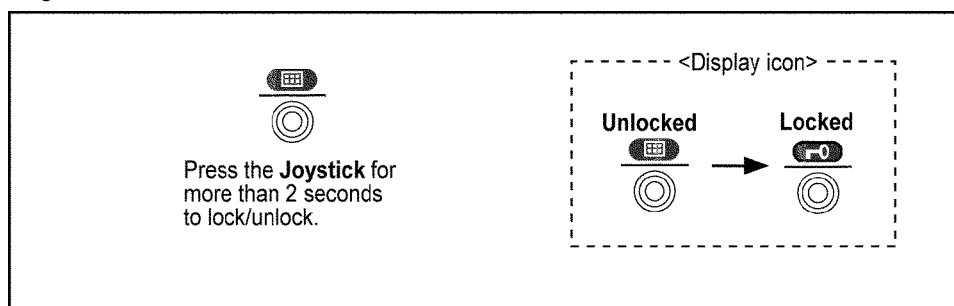 Press the Joystick for
more than 2 seconds
to lock/unlock.
<Display icon>
Unlocked
Locked